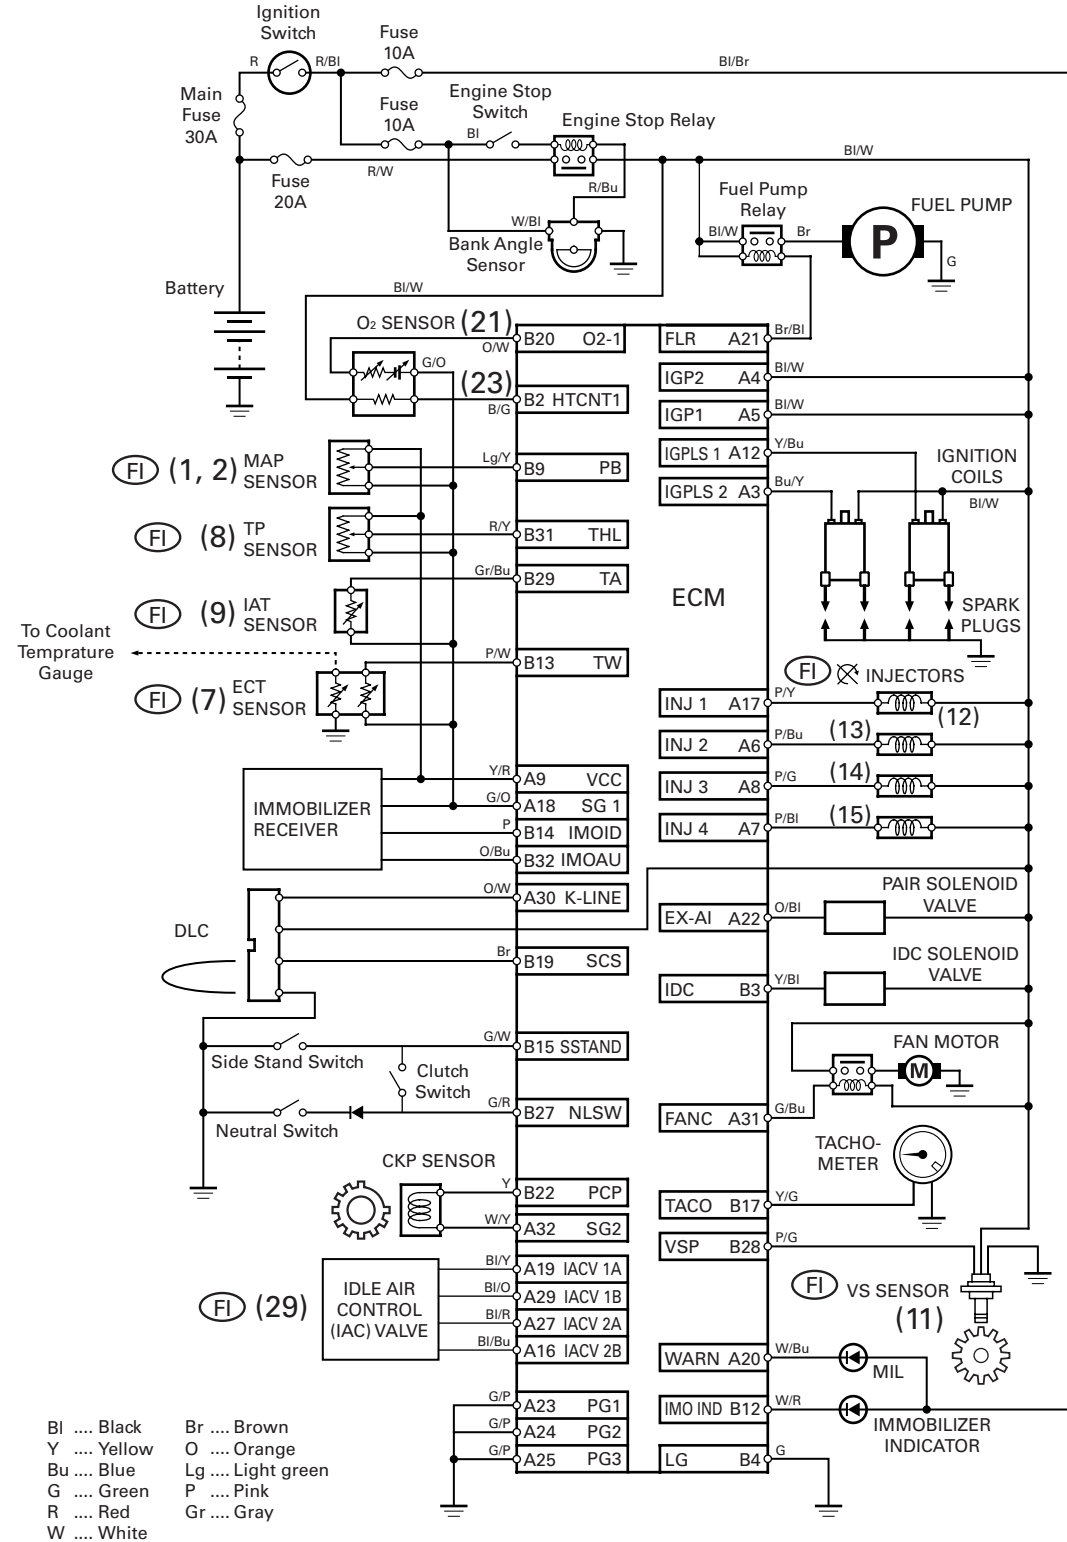 Ignition
Switch
Fuse
10A
R
R/Bl
Bl/Br
Main
Fuse
30A
Fuse
10A
Engine Stop
Switch
Bl
Engine Stop Relay
Fuse
20A
R/W
Bl/W
R/Bu
W/Bl
Bank Angle
Sensor
Fuel Pump
Relay
Bl/W
Br
FUEL PUMP
P
G
Battery
Bl/W
O2 SENSOR (21)
O/W
G/O
(23)
B/G
B20 O2-1
B2 HTCNT1
FI (1, 2) MAP
SENSOR
Lg/Y
B9 PB
FI (8) TP
SENSOR
R/Y
B31 THL
Gr/Bu
B29 TA
FI (9) IAT
SENSOR
To Coolant
Temprature
Gauge
P/W
B13 TW
FI (7) ECT
SENSOR
IMMOBILIZER
RECEIVER
Y/R
A9 VCC
G/O
A18 SG 1
P
B14 IMOID
O/Bu
B32 IMOAU
O/W
A30 K-LINE
DLC
Br
B19 SCS
G/W
B15 SSTAND
Side Stand Switch
Clutch
Switch
G/R
B27 NLSW
Neutral Switch
CKP SENSOR
Y
B22 PCP
W/Y
A32 SG2
FI (29)
IDLE AIR
CONTROL
(IAC) VALVE
Bl/Y
A19 IACV 1A
Bl/O
A29 IACV 1B
Bl/R
A27 IACV 2A
Bl/Bu
A16 IACV 2B
G/P
A23 PG1
G/P
A24 PG2
G/P
A25 PG3
ECM
FLR A21
Br/Bl
IGP2 A4
Bl/W
IGP1 A5
Bl/W
IGPLS 1 A12
Y/Bu
IGPLS 2 A3
Bu/Y
IGNITION
COILS
Bl/W
SPARK
PLUGS
FI INJECTORS
INJ 1 A17
P/Y
(12)
INJ 2 A6
P/Bu
(13)
INJ 3 A8
P/G
(14)
INJ 4 A7
P/Bl
(15)
PAIR SOLENOID
VALVE
EX-AI A22
O/Bl
IDC SOLENOID
VALVE
IDC B3
Y/Bl
FAN MOTOR
M
FANC A31
G/Bu
TACHO-
METER
TACO B17
Y/G
VSP B28
P/G
FI VS SENSOR
(11)
WARN A20
W/Bu
MIL
IMO IND B12
W/R
IMMOBILIZER
INDICATOR
LG B4
G
Bl .... Black
Y .... Yellow
Bu .... Blue
G .... Green
R .... Red
W .... White
Br .... Brown
O .... Orange
Lg .... Light green
P .... Pink
Gr .... Gray